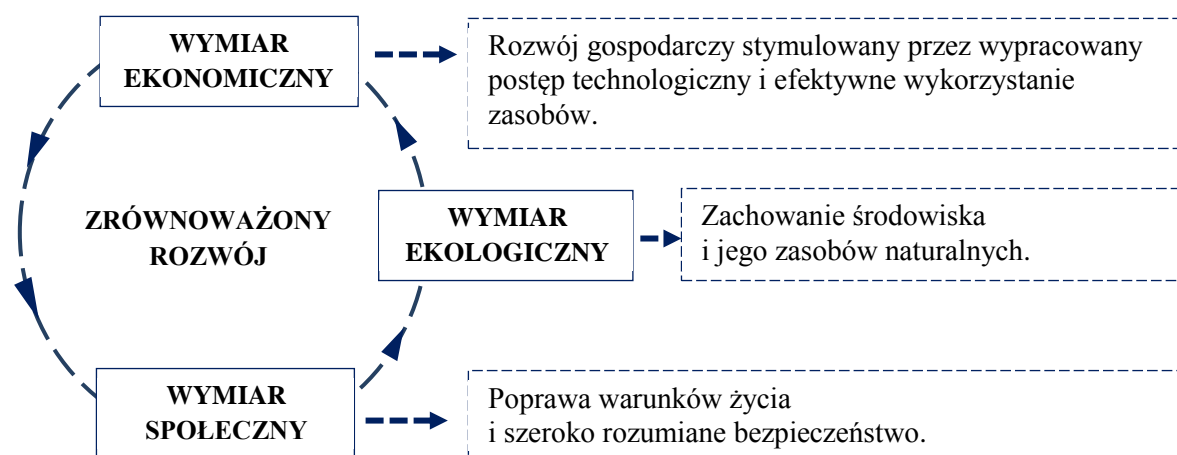 WYMIAR
EKONOMICZNY
Rozwój gospodarczy stymulowany przez wypracowany
postęp technologiczny i efektywne wykorzystanie
zasobów.
ZRÓWNOWAŻONY
ROZWÓJ
WYMIAR
EKOLOGICZNY
Zachowanie środowiska
i jego zasobów naturalnych.
WYMIAR
SPOŁECZNY
Poprawa warunków życia
i szeroko rozumiane bezpieczeństwo.